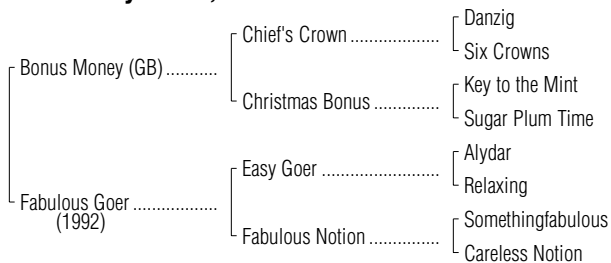 Danzig
Chief's Crown ....................
Six Crowns
Bonus Money (GB) ...........
Key to the Mint
Christmas Bonus ..............
Sugar Plum Time
Alydar
Easy Goer ..........................
Relaxing
Fabulous Goer ..................
(1992)
Somethingfabulous
Fabulous Notion ...............
Careless Notion